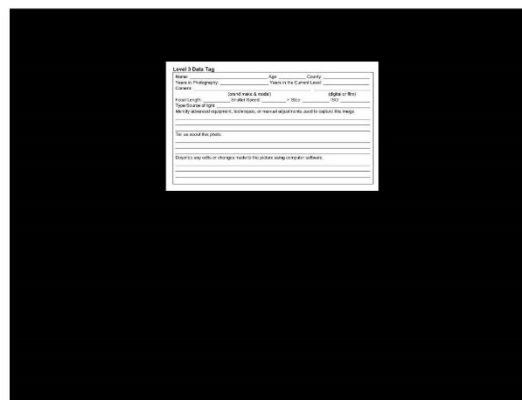 Level 3 Data Tag
Name: Age County:
Years in Photography: Years in the Current Level:
Camera:
(brand make & model) (digital or film)
Focal Length: Shutter Speed: F-Stop: ISO:
Type/Source of light:
Identify advanced equipment, techniques, or manual adjustments used to capture this image:
Tell us about this photo:
Describe any edits or changes made to the picture using computer software: